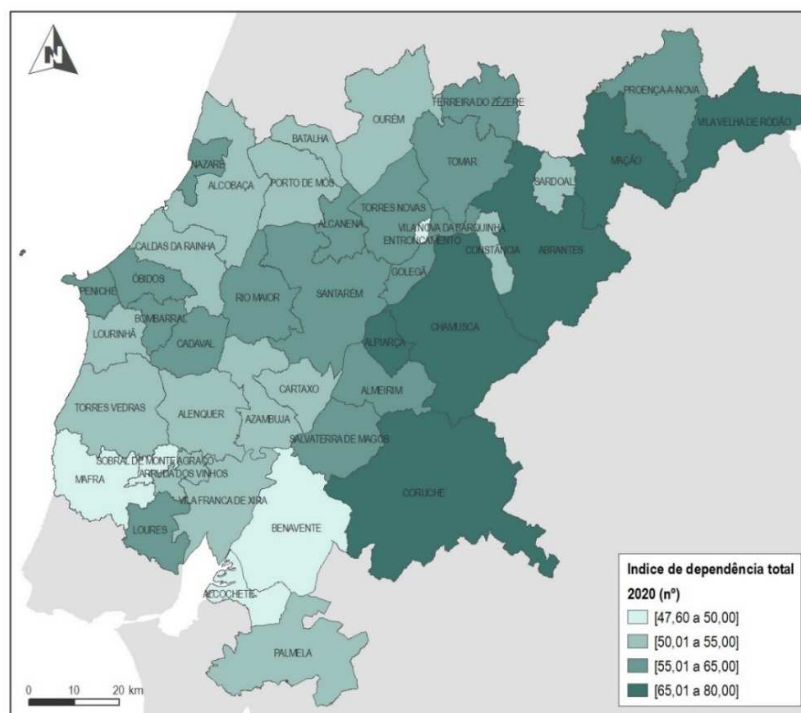 N
FERREIRA DO ZÊZERE
PROENÇA-A-NOVA
VILA VELHA DE RÓDÃO
OURÉM
BATALHA
MAÇÃO
NAZARÉ
TOMAR
SARDOAL
ALCOBAÇA
PORTO DE MÓS
TORRES NOVAS
ALCANENA
VILA NOVA DA BARQUINHA
ENTRONCAMENTO
CONSTÂNCIA
ABRANTES
CALDAS DA RAINHA
GOLEGÃ
ÓBIDOS
PENICHE
RIO MAIOR
SANTARÉM
CHAMUSCA
BOMBARRAL
LOURINHÃ
CADAVAL
ALPIARÇA
CARTAXO
ALMEIRIM
TORRES VEDRAS
ALENQUER
AZAMBUJA
SALVATERRA DE MAGOS
SOBRAL DE MONTE AGRAÇO
ARRUDA DOS VINHOS
MAFRA
CORUCHE
VILA FRANCA DE XIRA
LOURES
BENAVENTE
ALCOCHETE
PALMELA
Indice de dependência total
2020 (nº)
[47,60 a 50,00]
[50,01 a 55,00]
[55,01 a 65,00]
[65,01 a 80,00]
0 10 20 km